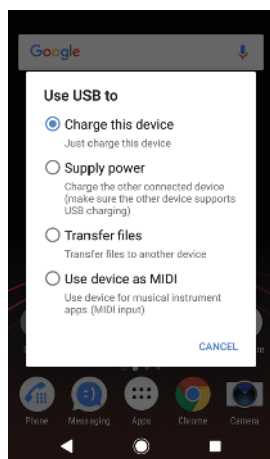 Google
Use USB to
Charge this device
Just charge this device
Supply power
Charge the other connected device
(make sure the other device supports
USB charging)
Transfer files
Transfer files to another device
Use device as MIDI
Use device for musical instrument
apps (MIDI input)
CANCEL
Phone Messaging Apps Chrome Camera